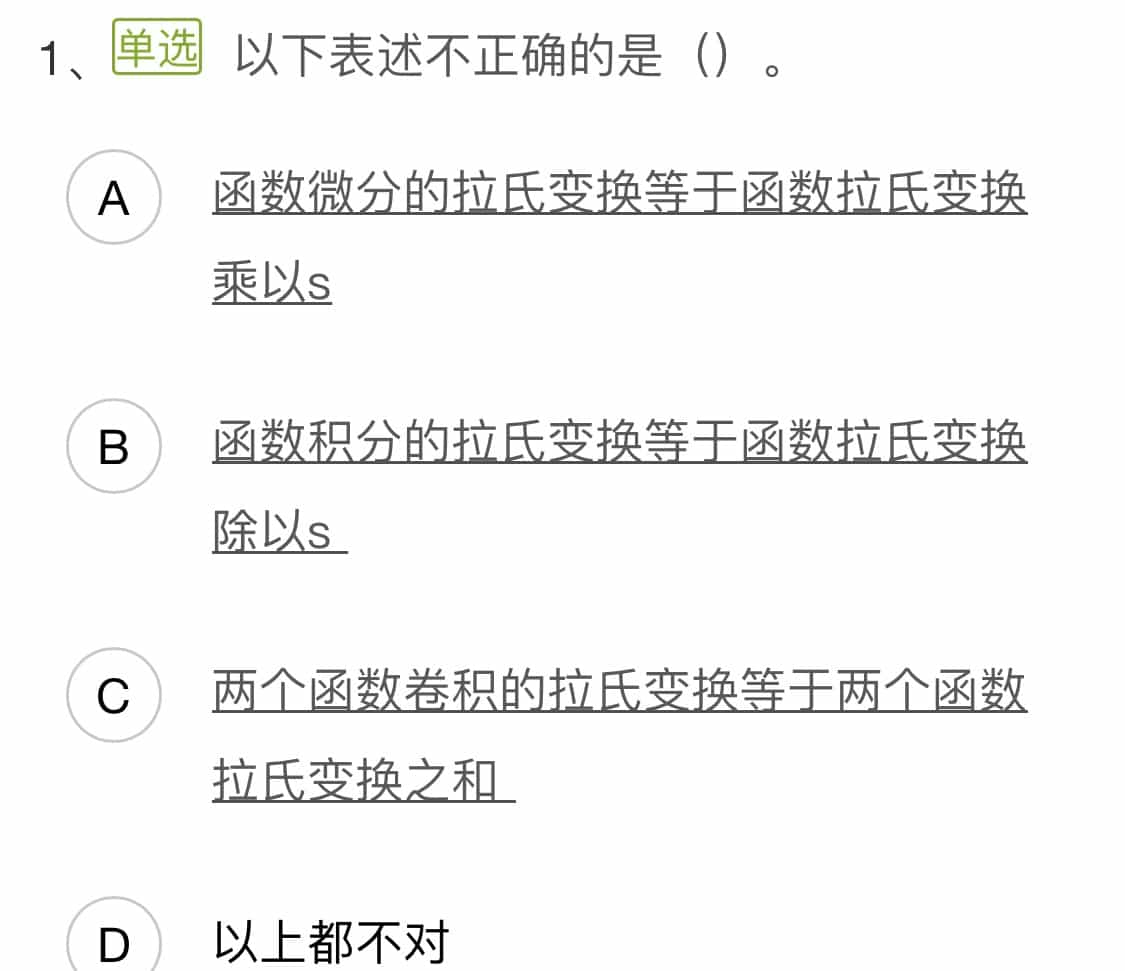 1、单选 以下表述不正确的是（）。
A 函数微分的拉氏变换等于函数拉氏变换
乘以s
B 函数积分的拉氏变换等于函数拉氏变换
除以s
C 两个函数卷积的拉氏变换等于两个函数
拉氏变换之和
D 以上都不对